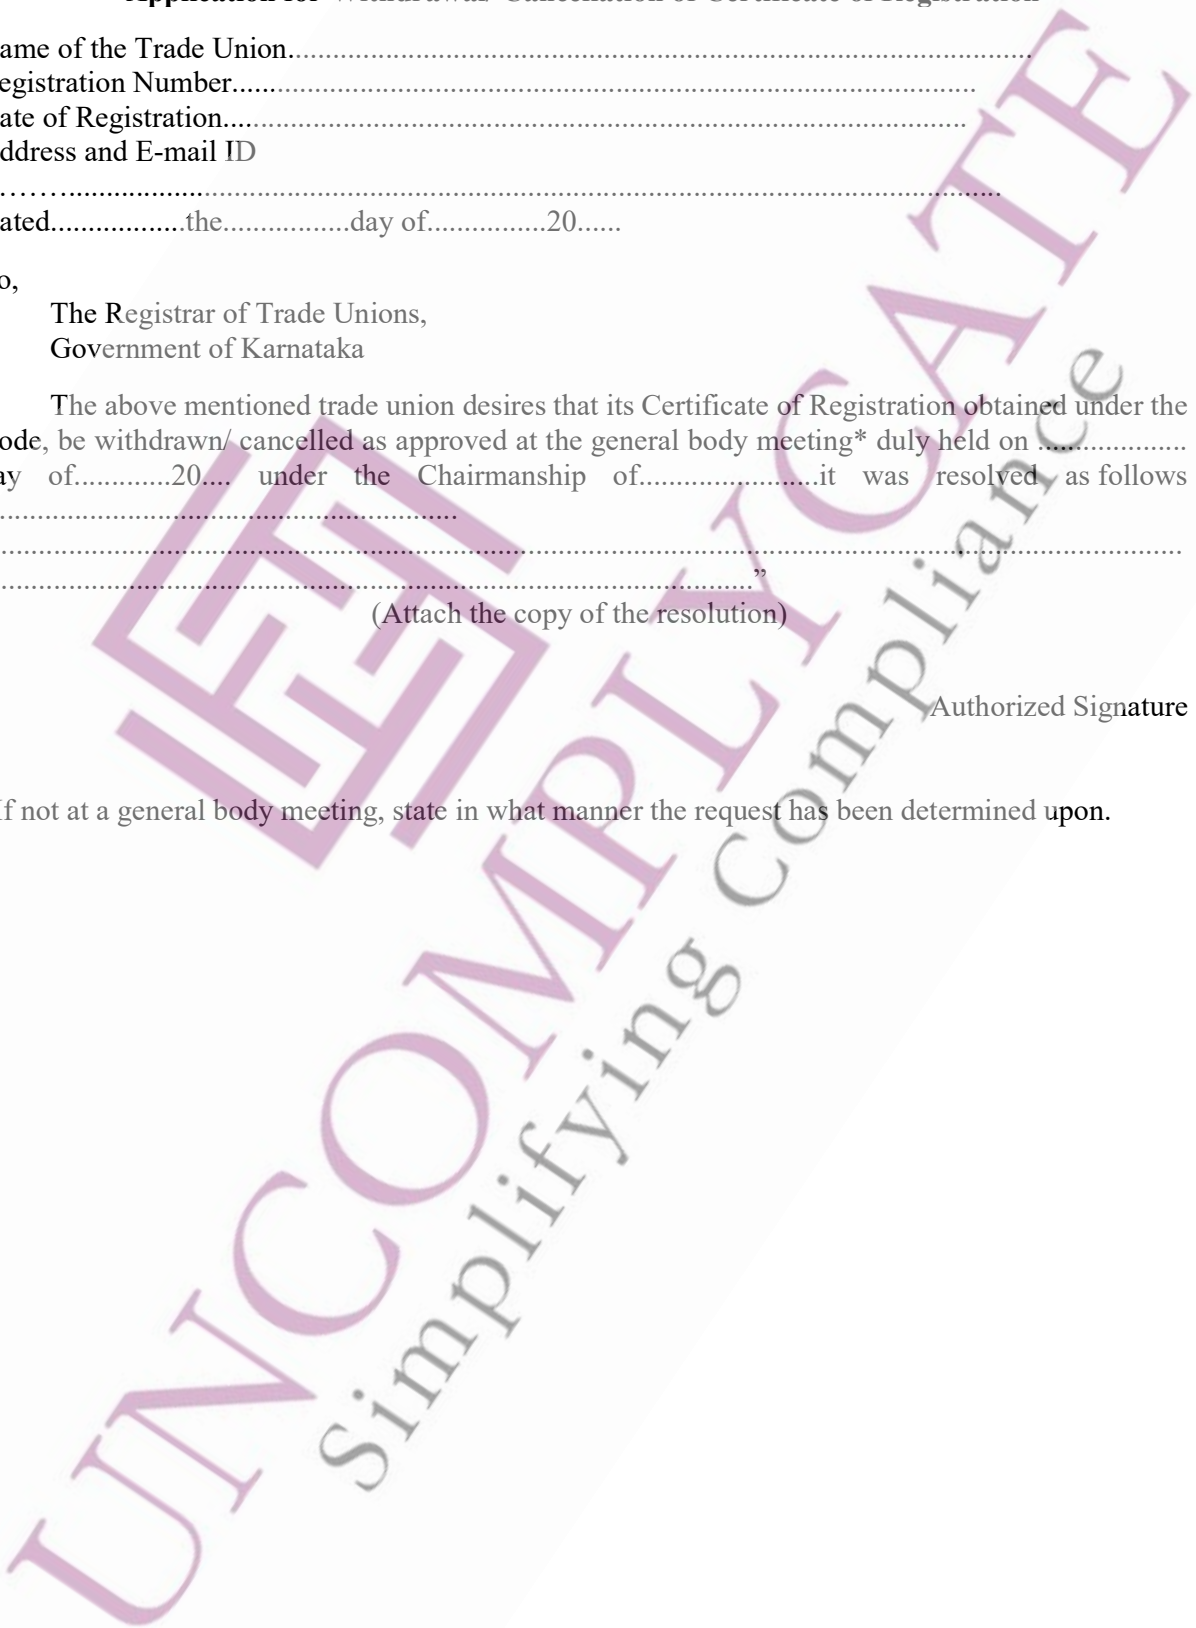 Application for Withdrawal/ Cancellation of Certificate of Registration
ame of the Trade Union..........................................................................................................
egistration Number.........................................................................................................
ate of Registration........................................................................................................
ddress and E-mail ID
……..................................................................................................................................
ated..................the.................day of................20......
o,
The Registrar of Trade Unions,
Government of Karnataka
The above mentioned trade union desires that its Certificate of Registration obtained under the
ode, be withdrawn/ cancelled as approved at the general body meeting* duly held on ....................
ay of.............20.... under the Chairmanship of........................it was resolved as follows
.............................................................
..............................................................................................................................................................
.....................................................................................................”
(Attach the copy of the resolution)
Authorized Signature
If not at a general body meeting, state in what manner the request has been determined upon.
UNCOMPLYCATE
Simplifying Compliance